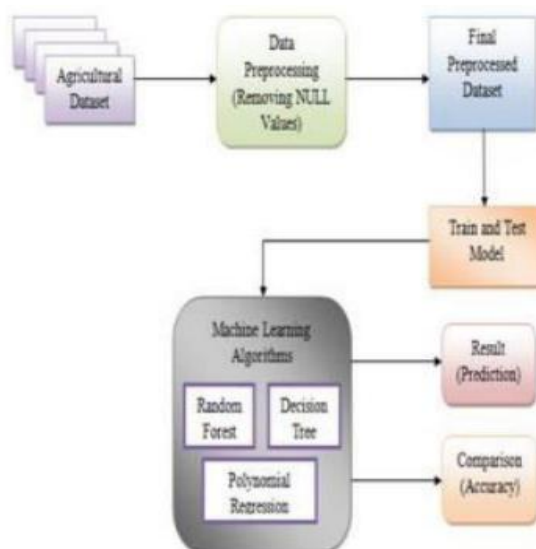 Agricultural
Dataset
Data
Preprocessing
(Removing NULL
Values)
Final
Preprocessed
Dataset
Train and Test
Model
Machine Learning
Algorithms
Random
Forest
Decision
Tree
Polynomial
Regression
Result
(Prediction)
Comparison
(Accuracy)